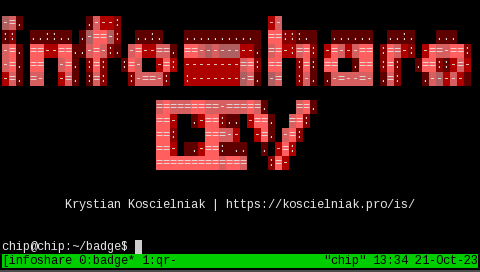 infoshare
DEV
Krystian Koscielniak | https://koscielniak.pro/is/
chip@chip:~/badge$
[infoshare 0:badge* 1:qr- "chip" 13:34 21-Oct-23